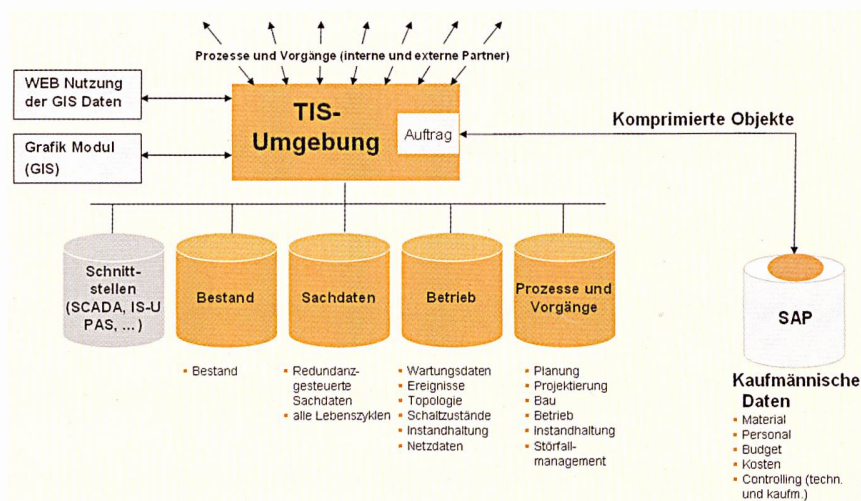 Prozesse und Vorgänge (interne und externe Partner)
WEB Nutzung
der GIS Daten
Grafik Modul
(GIS)
TIS-
Umgebung
Auftrag
Komprimierte Objekte
Schnitt-
stellen
(SCADA, IS-U
PAS, ... )
Bestand
Sachdaten
Betrieb
Prozesse und
Vorgänge
SAP
▪ Bestand
▪ Redundanz-
gesteuerte
Sachdaten
▪ alle Lebenszyklen
▪ Wartungsdaten
▪ Ereignisse
▪ Topologie
▪ Schaltzustände
▪ Instandhaltung
▪ Netzdaten
▪ Planung
▪ Projektierung
▪ Bau
▪ Betrieb
▪ Instandhaltung
▪ Störfall-
management
Kaufmännische
Daten
▪ Material
▪ Personal
▪ Budget
▪ Kosten
▪ Controlling (techn.
und kaufm.)